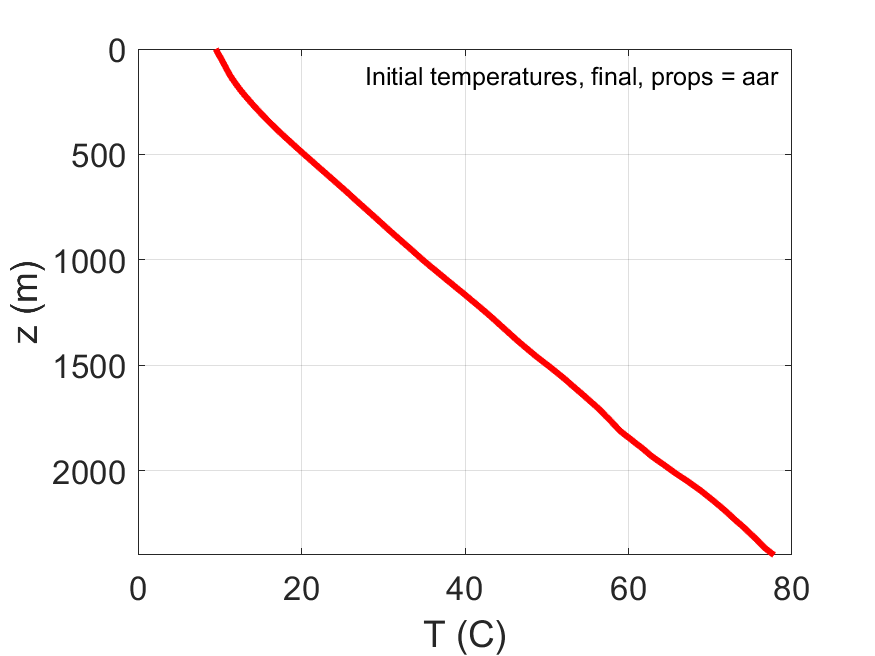 Initial temperatures, final, props = aar
0
500
1000
1500
2000
z (m)
0 20 40 60 80
T (C)